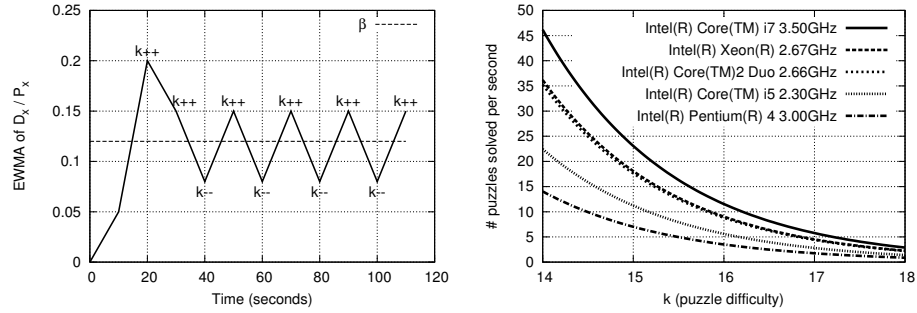 β
k++
k++ k++ k++ k++ k++
k-- k-- k-- k--
0.25
0.2
0.15
0.1
0.05
0
EWMA of Dx / Px
0 20 40 60 80 100 120
Time (seconds)
Intel(R) Core(TM) i7 3.50GHz
Intel(R) Xeon(R) 2.67GHz
Intel(R) Core(TM)2 Duo 2.66GHz
Intel(R) Core(TM) i5 2.30GHz
Intel(R) Pentium(R) 4 3.00GHz
50
45
40
35
30
25
20
15
10
5
0
# puzzles solved per second
14 15 16 17 18
k (puzzle difficulty)